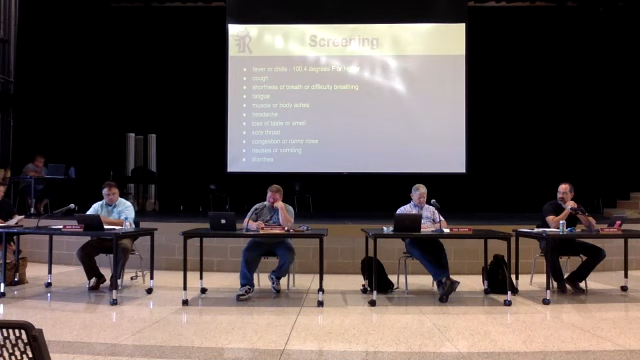 R
Screening
fever or chills - 100.4 degrees F or
cough
shortness of breath or difficulty breathing
fatigue
muscle or body aches
headache
loss of taste or smell
sore throat
congestion or runny nose
nausea or vomiting
diarrhea